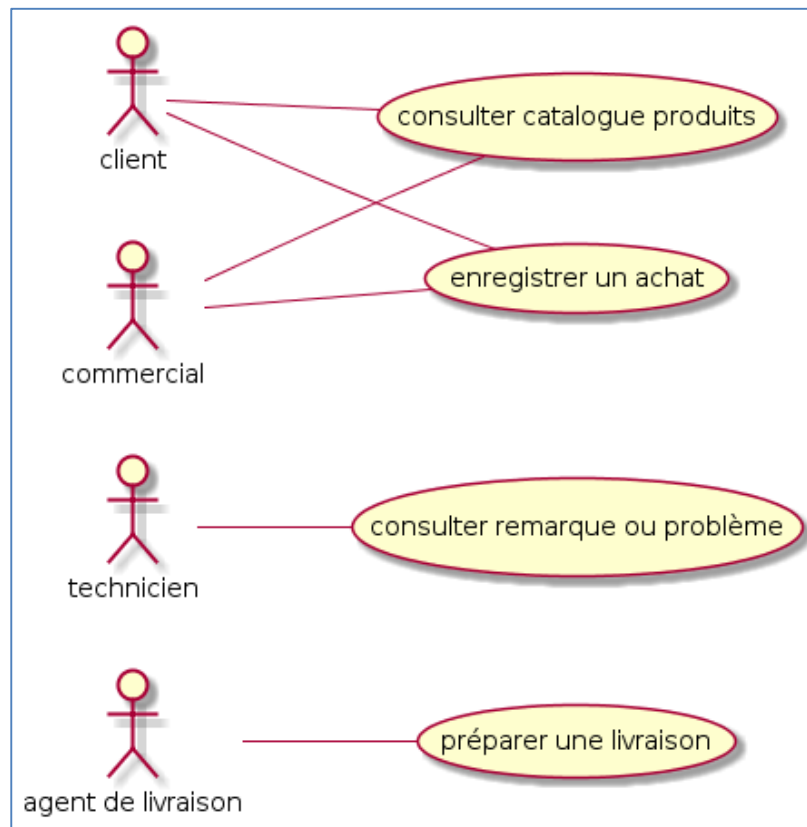 consulter catalogue produits
client
enregistrer un achat
commercial
consulter remarque ou problème
technicien
préparer une livraison
agent de livraison